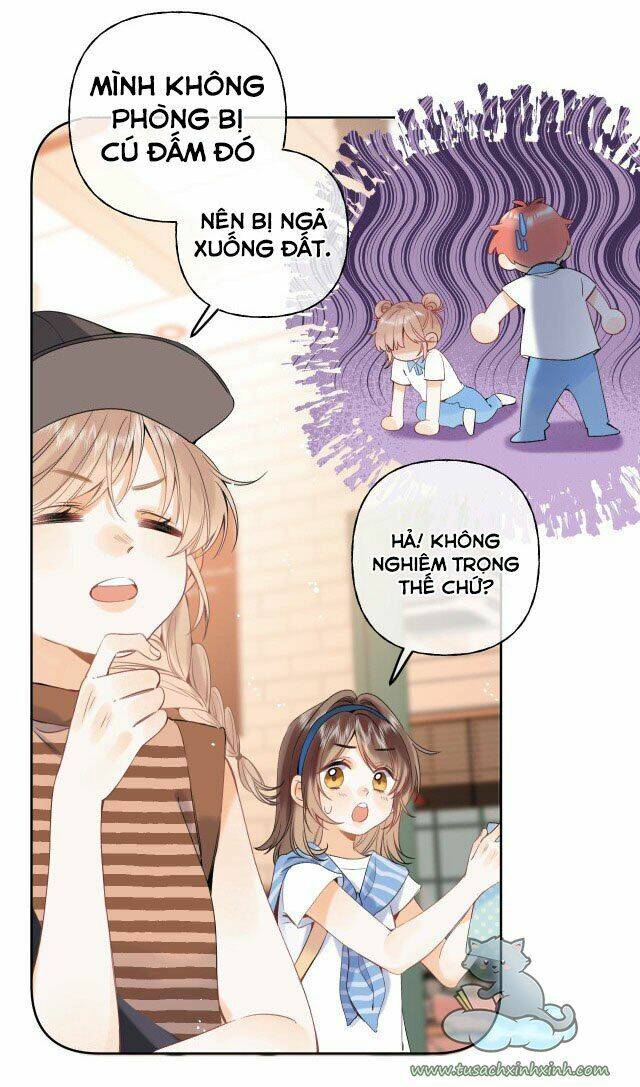 MÌNH KHÔNG
PHÒNG BỊ
CÚ ĐẤM ĐÓ
NÊN BỊ NGÃ
XUỐNG ĐẤT.
HẢ! KHÔNG
NGHIÊM TRỌNG
THẾ CHỨ?
www.tusachxinhxinh.com